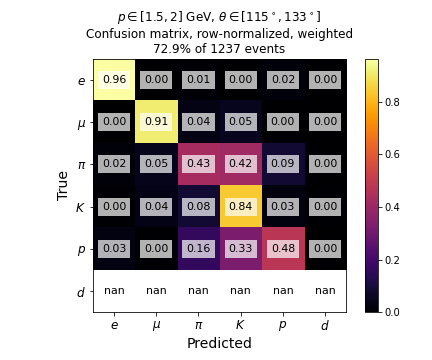 p ∈ [1.5, 2] GeV, θ ∈ [115°, 133°]
Confusion matrix, row-normalized, weighted
72.9% of 1237 events
e 0.96 0.00 0.01 0.00 0.02 0.00
μ 0.00 0.91 0.04 0.05 0.00 0.00
π 0.02 0.05 0.43 0.42 0.09 0.00
K 0.00 0.04 0.08 0.84 0.03 0.00
p 0.03 0.00 0.16 0.33 0.48 0.00
d nan nan nan nan nan nan
e μ π K p d
Predicted
True
0.8
0.6
0.4
0.2
0.0